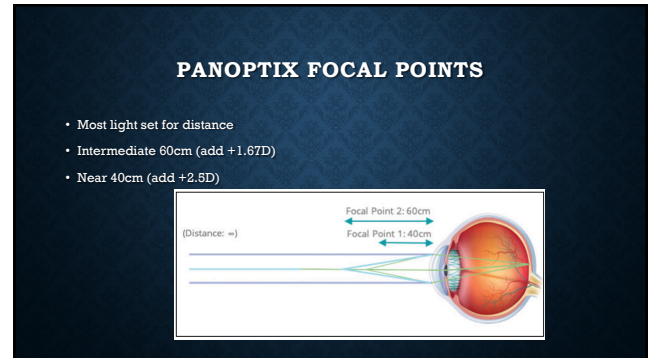 PANOPTIX FOCAL POINTS
• Most light set for distance
• Intermediate 60cm (add +1.67D)
• Near 40cm (add +2.5D)
Focal Point 2: 60cm
(Distance: ∞)
Focal Point 1: 40cm